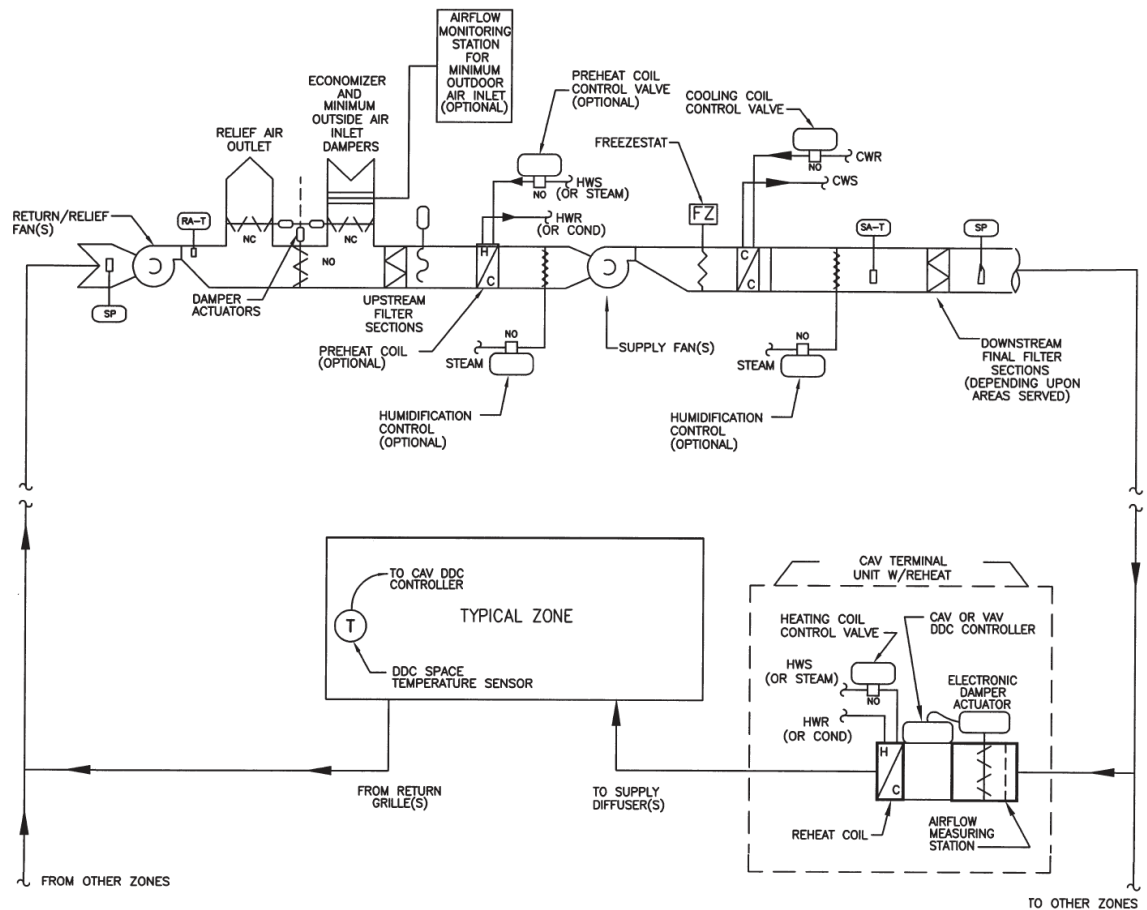 AIRFLOW
MONITORING
STATION
FOR
MINIMUM
OUTDOOR
AIR INLET
(OPTIONAL)
ECONOMIZER
AND
MINIMUM
OUTSIDE AIR
INLET
DAMPERS
RELIEF AIR
OUTLET
PREHEAT COIL
CONTROL VALVE
(OPTIONAL)
COOLING COIL
CONTROL VALVE
FREEZESTAT
NO
HWS
(OR STEAM)
HWR
(OR COND)
NO
CWR
CWS
RETURN/RELIEF
FAN(S)
RA-T
NC
NC
NO
FZ
SA-T
SP
H
C
C
C
SP
DAMPER
ACTUATORS
UPSTREAM
FILTER
SECTIONS
PREHEAT COIL
(OPTIONAL)
NO
STEAM
HUMIDIFICATION
CONTROL
(OPTIONAL)
SUPPLY FAN(S)
NO
STEAM
HUMIDIFICATION
CONTROL
(OPTIONAL)
DOWNSTREAM
FINAL FILTER
SECTIONS
(DEPENDING UPON
AREAS SERVED)
TO CAV DDC
CONTROLLER
TYPICAL ZONE
T
DDC SPACE
TEMPERATURE SENSOR
CAV TERMINAL
UNIT W/REHEAT
HEATING COIL
CONTROL VALVE
CAV OR VAV
DDC CONTROLLER
HWS
(OR STEAM)
NO
ELECTRONIC
DAMPER
ACTUATOR
HWR
(OR COND)
H
C
FROM RETURN
GRILLE(S)
TO SUPPLY
DIFFUSER(S)
REHEAT COIL
AIRFLOW
MEASURING
STATION
FROM OTHER ZONES
TO OTHER ZONES